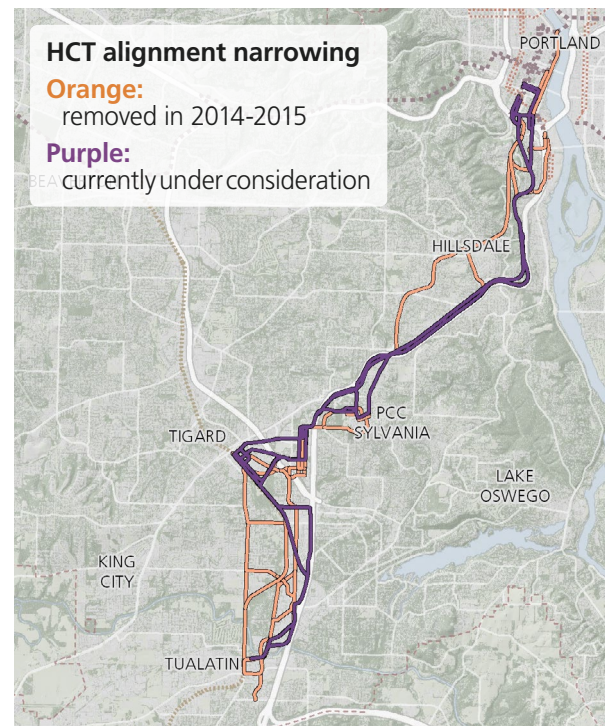 PORTLAND
HCT alignment narrowing
Orange:
removed in 2014-2015
Purple:
currently under consideration
HILLSDALE
PCC
SYLVANIA
TIGARD
LAKE
OSWEGO
KING
CITY
TUALATIN